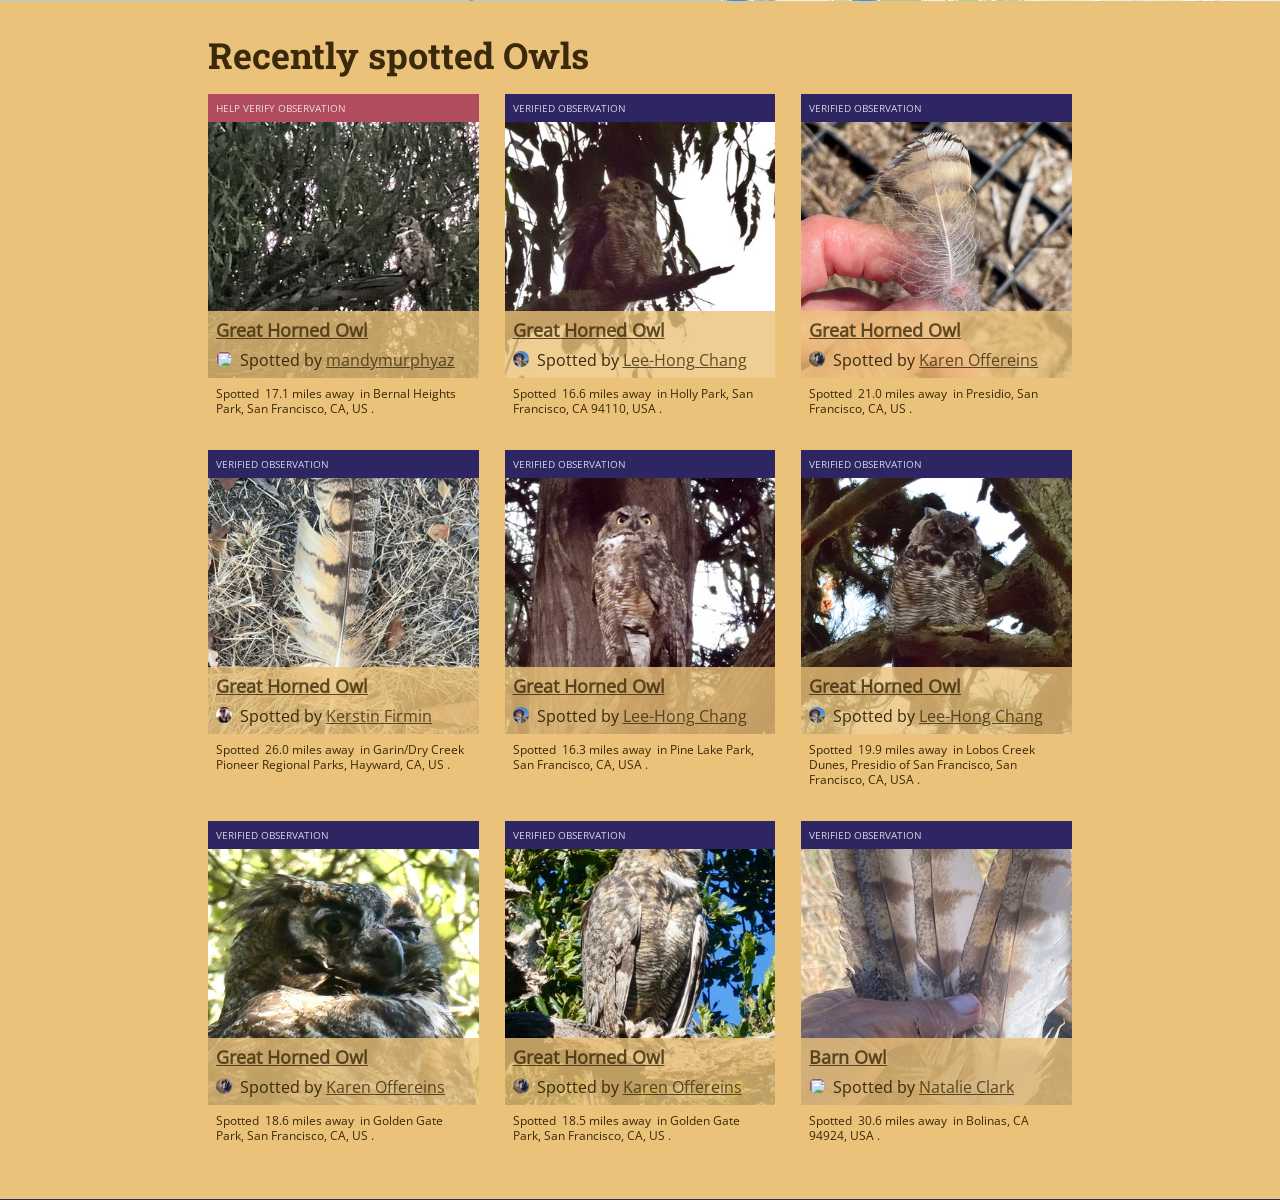 Recently spotted Owls
HELP VERIFY OBSERVATION
Great Horned Owl
Spotted by mandymurphyaz
Spotted 17.1 miles away in Bernal Heights
Park, San Francisco, CA, US .
VERIFIED OBSERVATION
Great Horned Owl
Spotted by Lee-Hong Chang
Spotted 16.6 miles away in Holly Park, San
Francisco, CA 94110, USA .
VERIFIED OBSERVATION
Great Horned Owl
Spotted by Karen Offereins
Spotted 21.0 miles away in Presidio, San
Francisco, CA, US .
VERIFIED OBSERVATION
Great Horned Owl
Spotted by Kerstin Firmin
Spotted 26.0 miles away in Garin/Dry Creek
Pioneer Regional Parks, Hayward, CA, US .
VERIFIED OBSERVATION
Great Horned Owl
Spotted by Lee-Hong Chang
Spotted 16.3 miles away in Pine Lake Park,
San Francisco, CA, USA .
VERIFIED OBSERVATION
Great Horned Owl
Spotted by Lee-Hong Chang
Spotted 19.9 miles away in Lobos Creek
Dunes, Presidio of San Francisco, San
Francisco, CA, USA .
VERIFIED OBSERVATION
Great Horned Owl
Spotted by Karen Offereins
Spotted 18.6 miles away in Golden Gate
Park, San Francisco, CA, US .
VERIFIED OBSERVATION
Great Horned Owl
Spotted by Karen Offereins
Spotted 18.5 miles away in Golden Gate
Park, San Francisco, CA, US .
VERIFIED OBSERVATION
Barn Owl
Spotted by Natalie Clark
Spotted 30.6 miles away in Bolinas, CA
94924, USA .